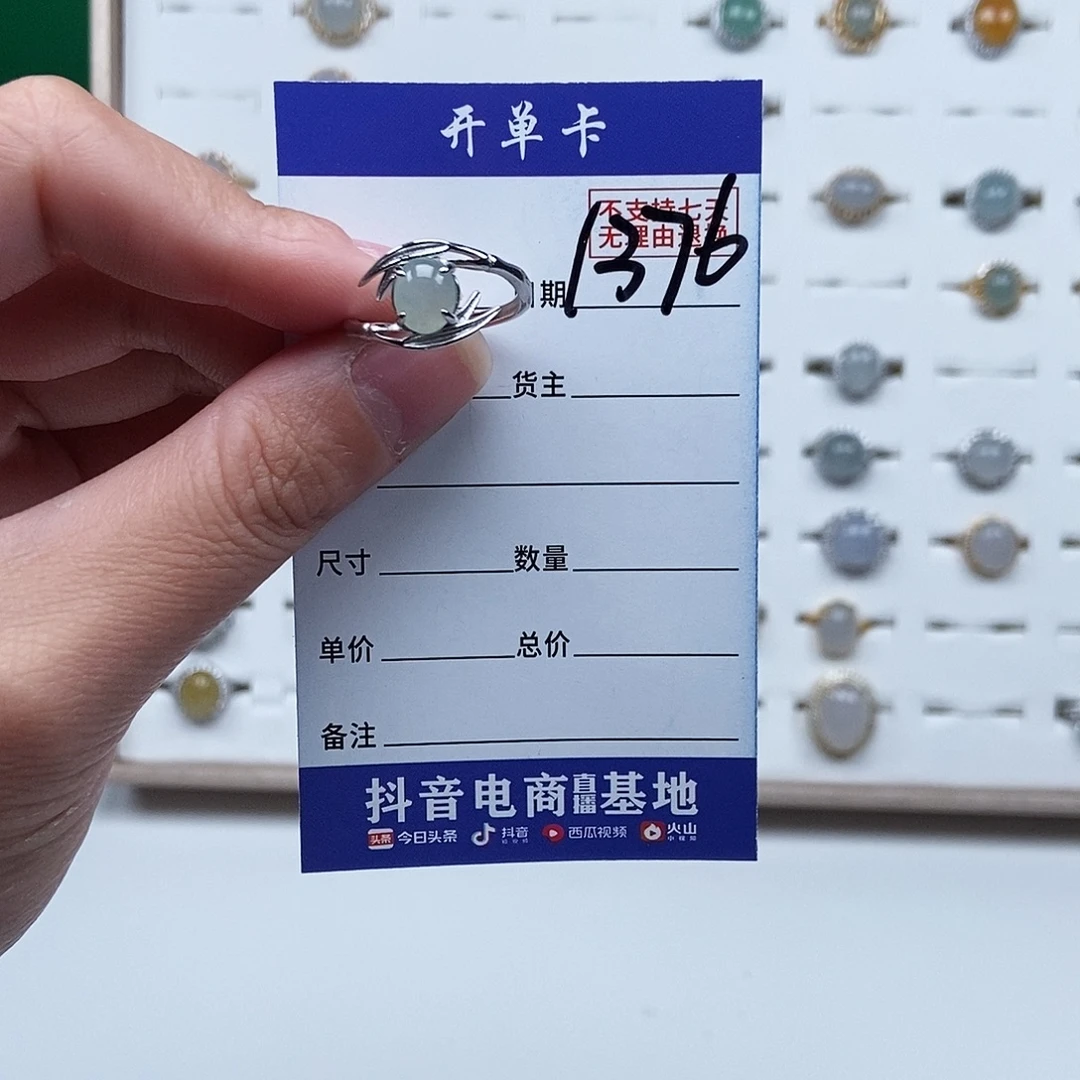 开单卡
不支持七天
无理由退换
1376
期
货主
尺寸 数量
单价 总价
备注
抖音电商直播基地
头条 今日头条 抖音 西瓜视频 火山